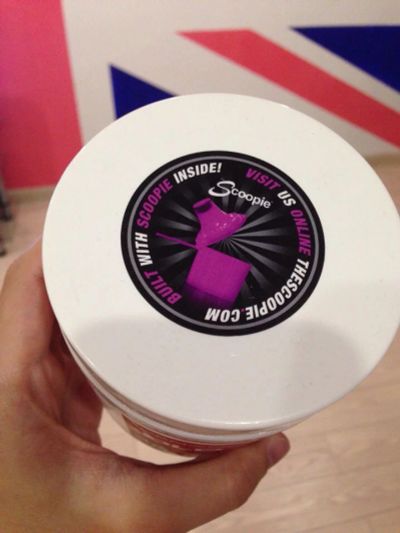 BUILT WITH SCOOPIE INSIDE!
VISIT US ONLINE THESCOOPIE.COM
Scoopie